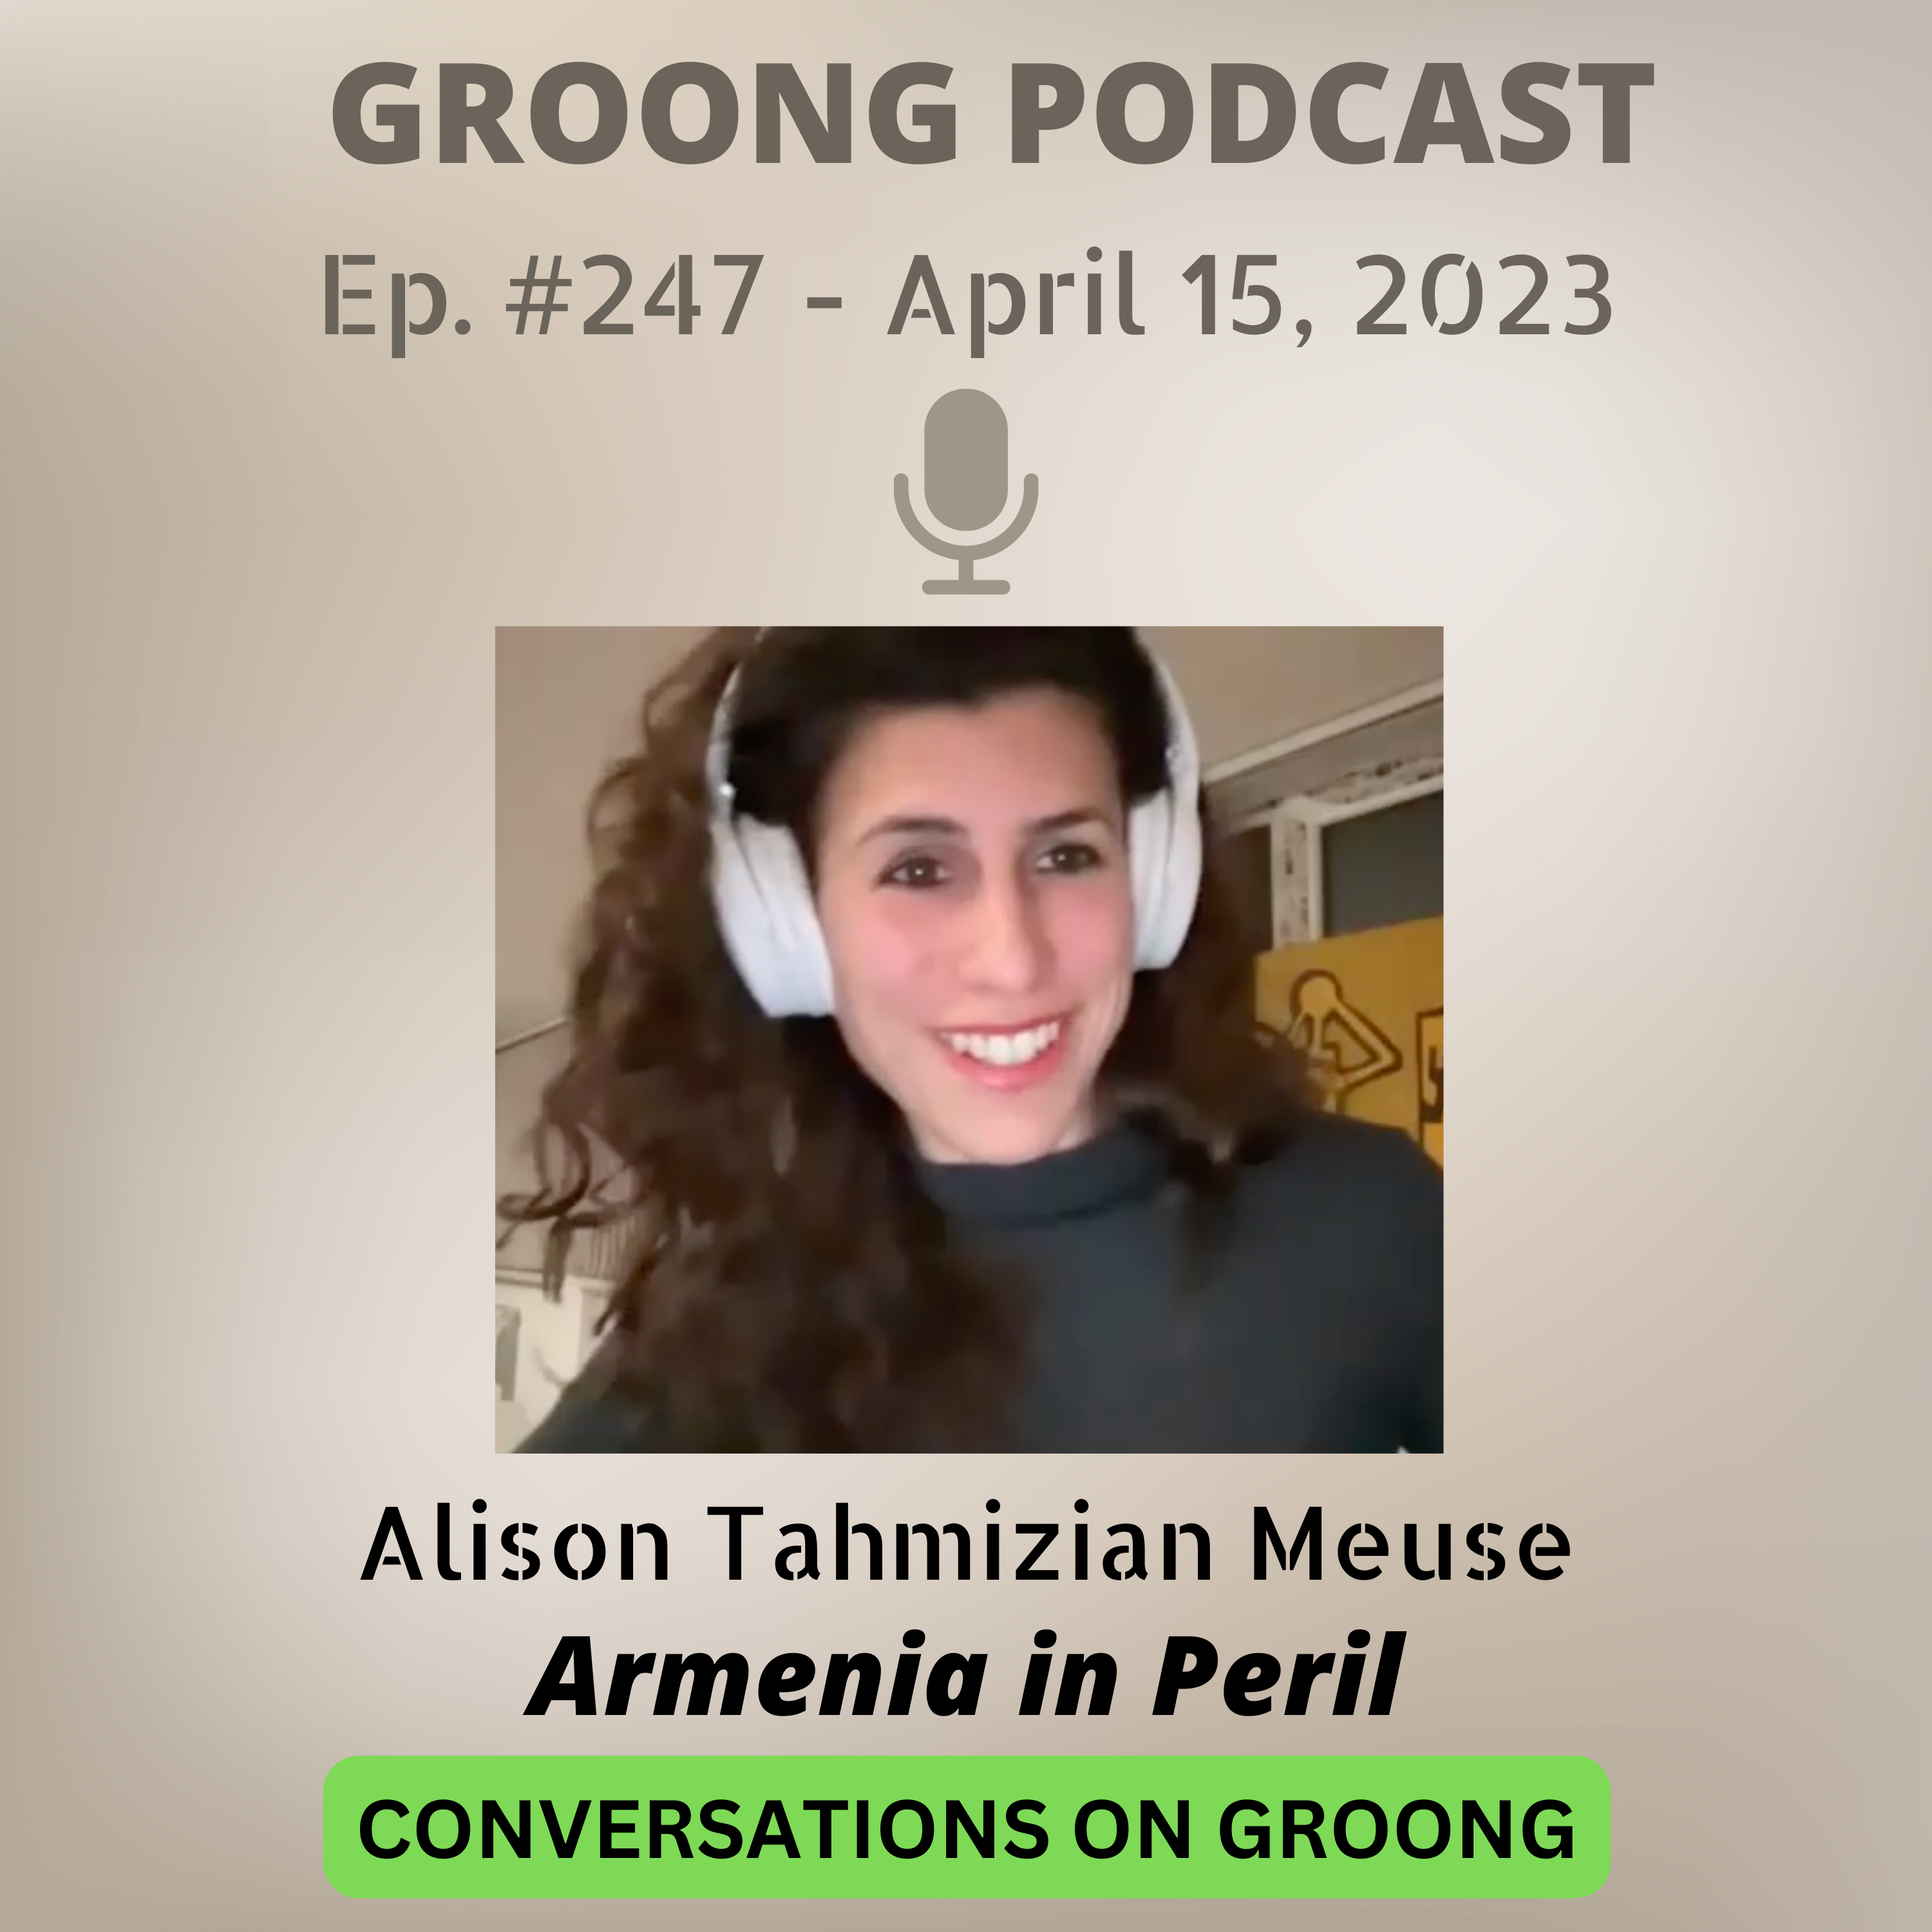 GROONG PODCAST
Ep. #247 - April 15, 2023
Alison Tahmizian Meuse
Armenia in Peril
CONVERSATIONS ON GROONG